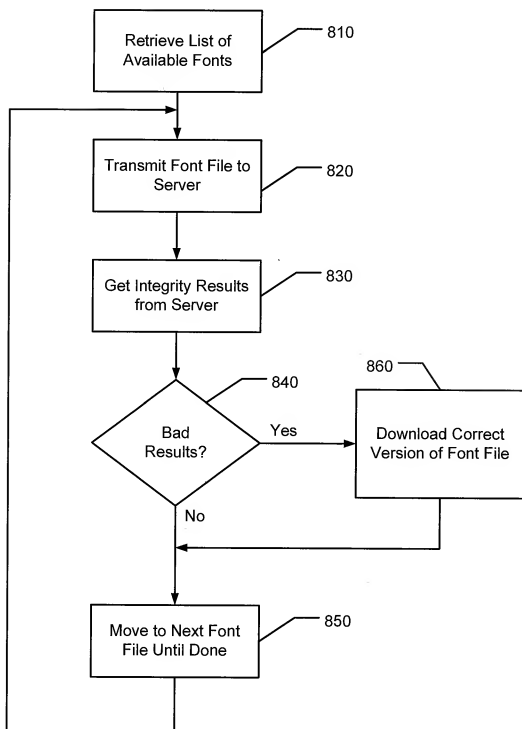 Retrieve List of
Available Fonts
810
Transmit Font File to
Server
820
Get Integrity Results
from Server
830
840
Bad
Results?
Yes
860
Download Correct
Version of Font File
No
Move to Next Font
File Until Done
850